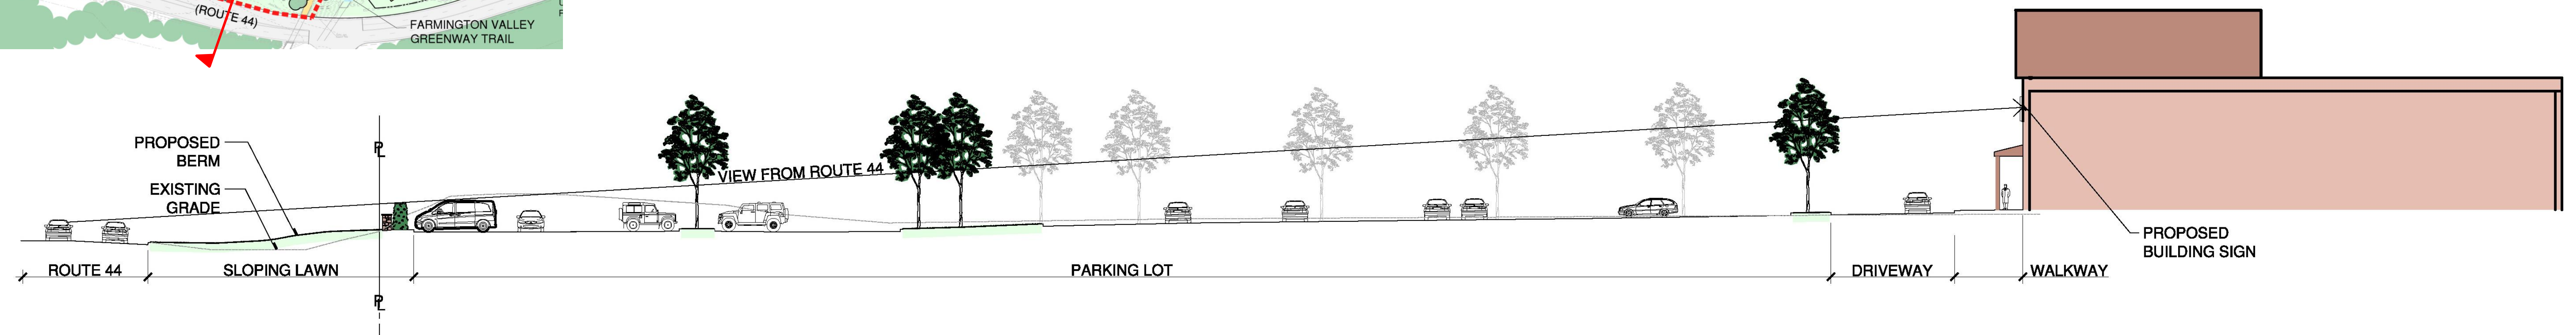 (ROUTE 44)
FARMINGTON VALLEY
GREENWAY TRAIL
PROPOSED
BERM
EXISTING
GRADE
PL
VIEW FROM ROUTE 44
PROPOSED
BUILDING SIGN
ROUTE 44
SLOPING LAWN
PARKING LOT
DRIVEWAY
WALKWAY
PL